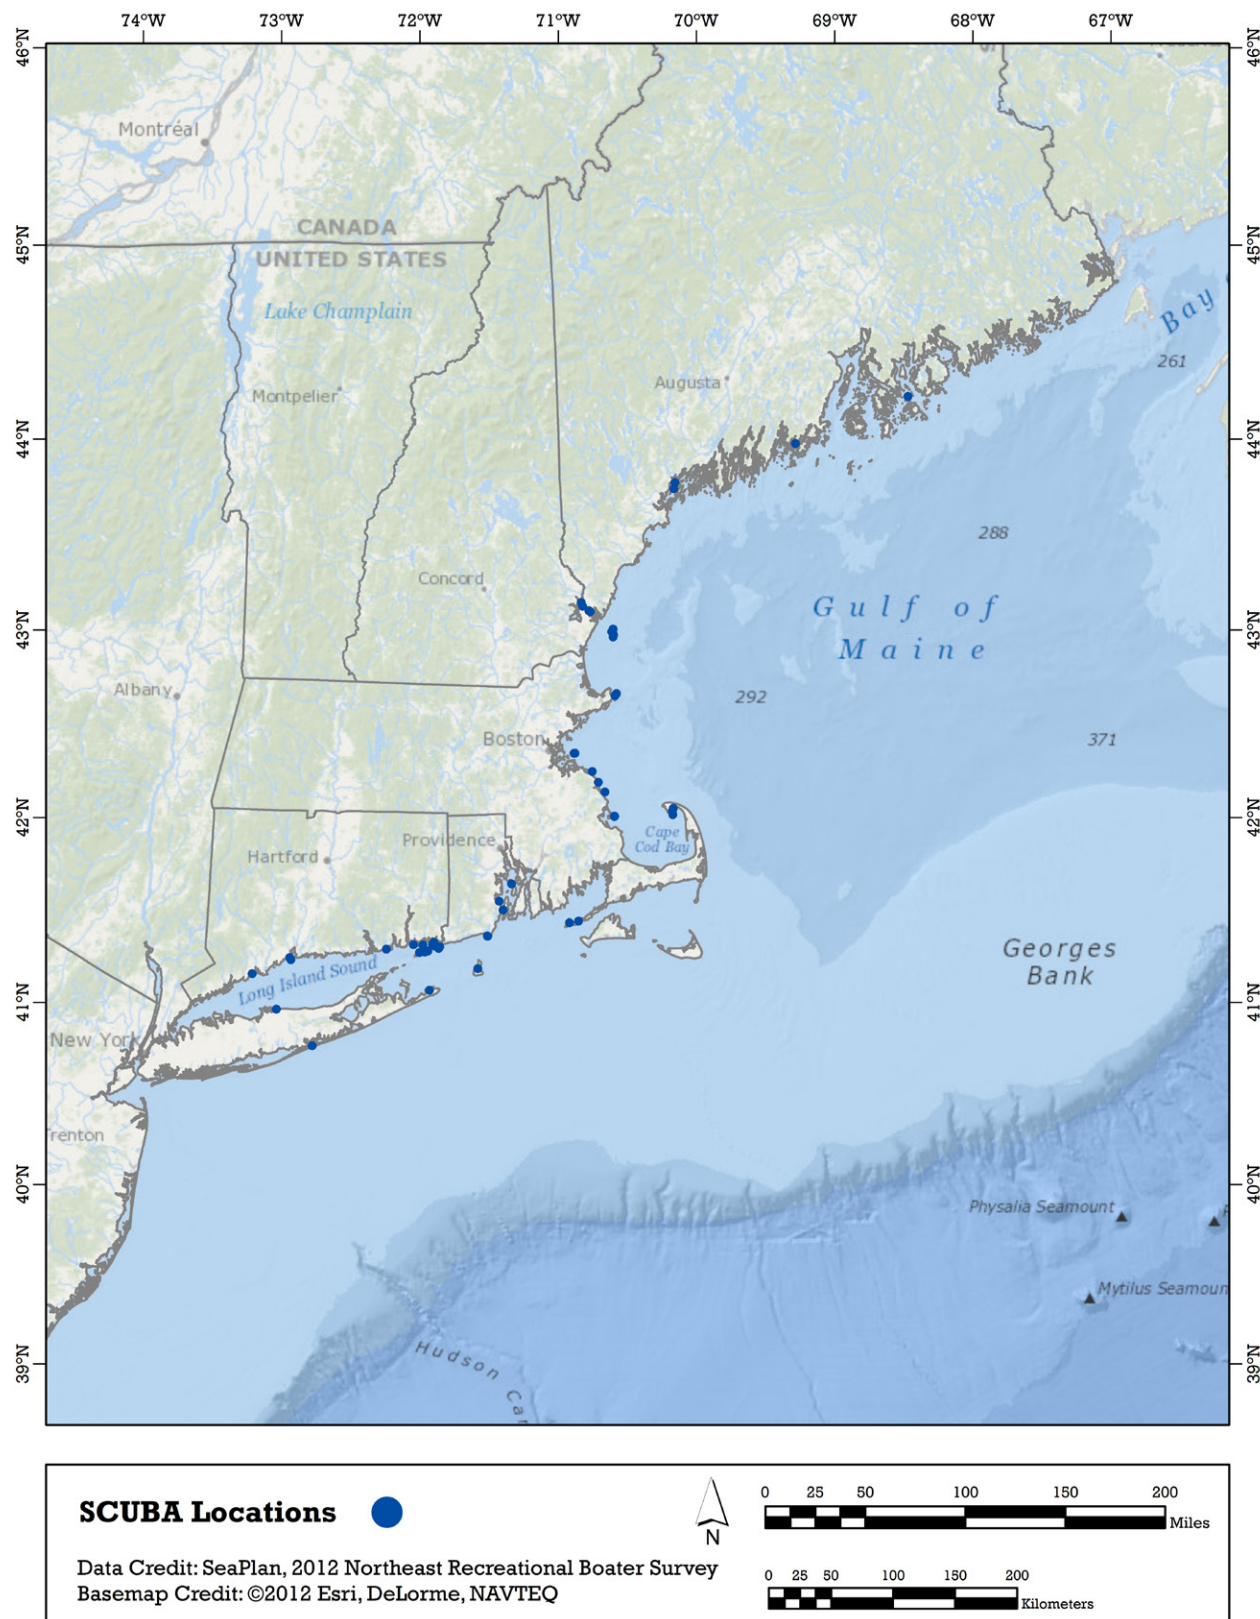 74°W 73°W 72°W 71°W 70°W 69°W 68°W 67°W
46°N
46°N
Montréal
CANADA
45°N
45°N
UNITED STATES
Lake Champlain
Bay
261
Augusta
Montpelier
44°N
44°N
288
Concord
Gulf of
Maine
43°N
43°N
Albany
292
Boston
371
42°N
42°N
Cape
Cod Bay
Providence
Hartford
Georges
Bank
Long Island Sound
41°N
41°N
New York
Trenton
40°N
40°N
Physalia Seamount
Mytilus Seamoun
39°N
39°N
Hudson Ca
SCUBA Locations
N
0 25 50 100 150 200
Miles
Data Credit: SeaPlan, 2012 Northeast Recreational Boater Survey
Basemap Credit: ©2012 Esri, DeLorme, NAVTEQ
0 25 50 100 150 200
Kilometers